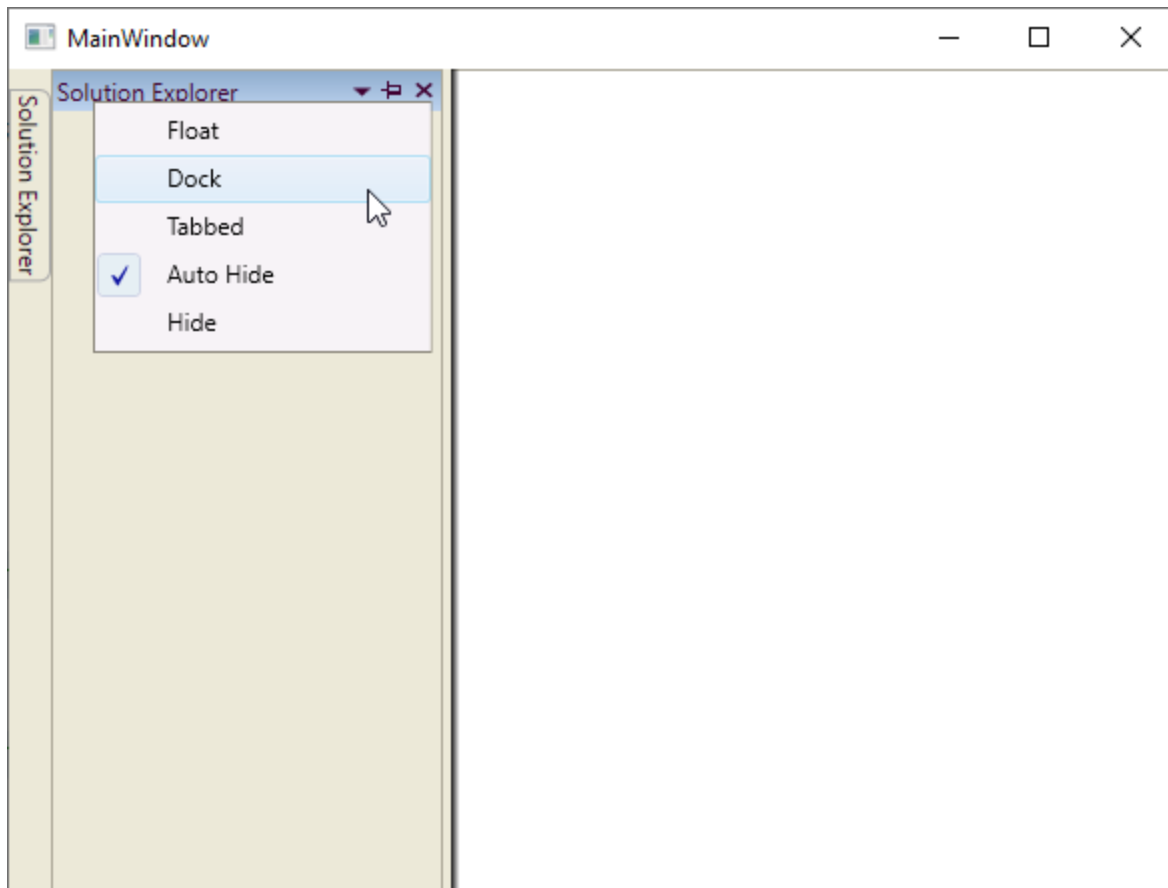 MainWindow
Solution Explorer
Solution Explorer
Float
Dock
Tabbed
Auto Hide
Hide